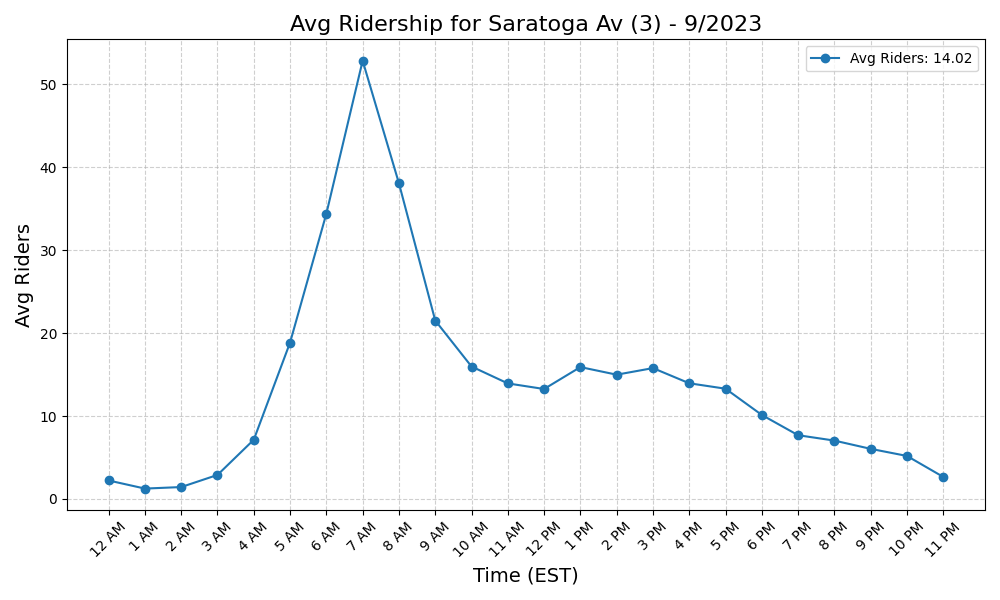 Avg Ridership for Saratoga Av (3) - 9/2023
Avg Riders: 14.02
Avg Riders
50
40
30
20
10
0
12 AM 1 AM 2 AM 3 AM 4 AM 5 AM 6 AM 7 AM 8 AM 9 AM 10 AM 11 AM 12 PM 1 PM 2 PM 3 PM 4 PM 5 PM 6 PM 7 PM 8 PM 9 PM 10 PM 11 PM
Time (EST)